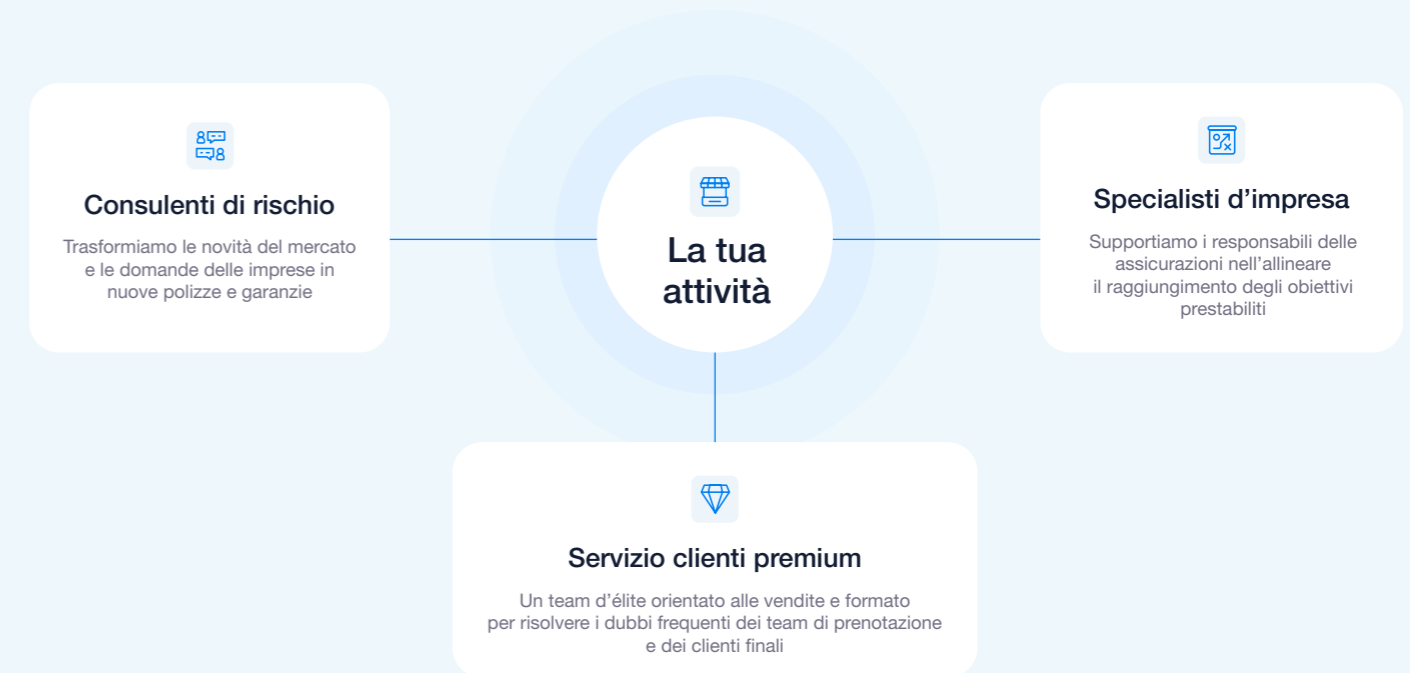 Consulenti di rischio
Trasformiamo le novità del mercato
e le domande delle imprese in
nuove polizze e garanzie
La tua
attività
Specialisti d’impresa
Supportiamo i responsabili delle
assicurazioni nell’allineare
il raggiungimento degli obiettivi
prestabiliti
Servizio clienti premium
Un team d’élite orientato alle vendite e formato
per risolvere i dubbi frequenti dei team di prenotazione
e dei clienti finali